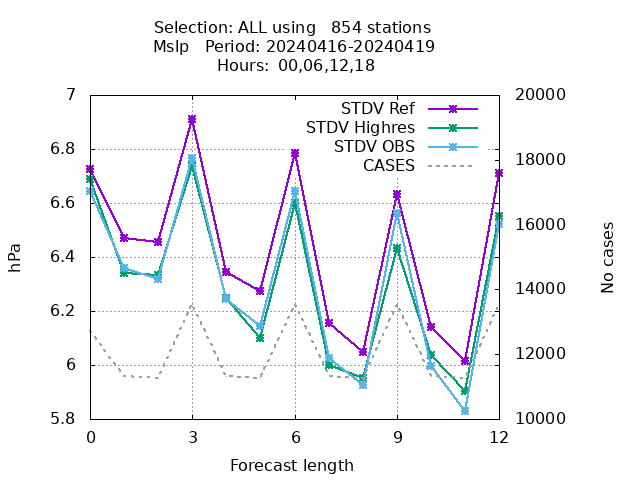 Selection: ALL using   854 stations
Mslp   Period: 20240416-20240419
Hours:  00,06,12,18
7
6.8
6.6
6.4
6.2
6
5.8
hPa
STDV Ref
STDV Highres
STDV OBS
CASES
20000
18000
16000
14000
12000
10000
No cases
0 3 6 9 12
Forecast length